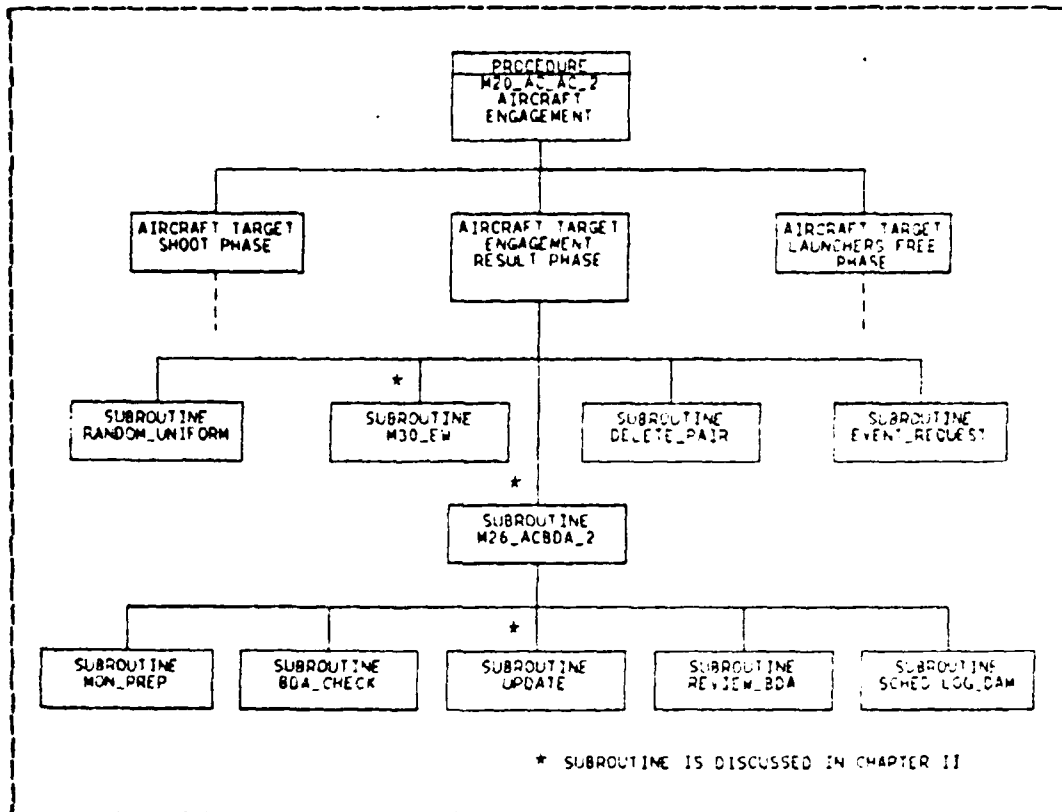 PROCEDURE
M20_AC_AC_2
AIRCRAFT
ENGAGEMENT
AIRCRAFT TARGET
SHOOT PHASE
AIRCRAFT TARGET
ENGAGEMENT
RESULT PHASE
AIRCRAFT TARGET
LAUNCHERS FREE
PHASE
SUBROUTINE
RANDOM_UNIFORM
*
SUBROUTINE
M30_EW
SUBROUTINE
DELETE_PAIR
SUBROUTINE
EVENT_REQUEST
*
SUBROUTINE
M26_ACBDA_2
SUBROUTINE
MON_PREP
SUBROUTINE
BDA_CHECK
*
SUBROUTINE
UPDATE
SUBROUTINE
REVIEW_BDA
SUBROUTINE
SCHED_LOG_DAM
* SUBROUTINE IS DISCUSSED IN CHAPTER II